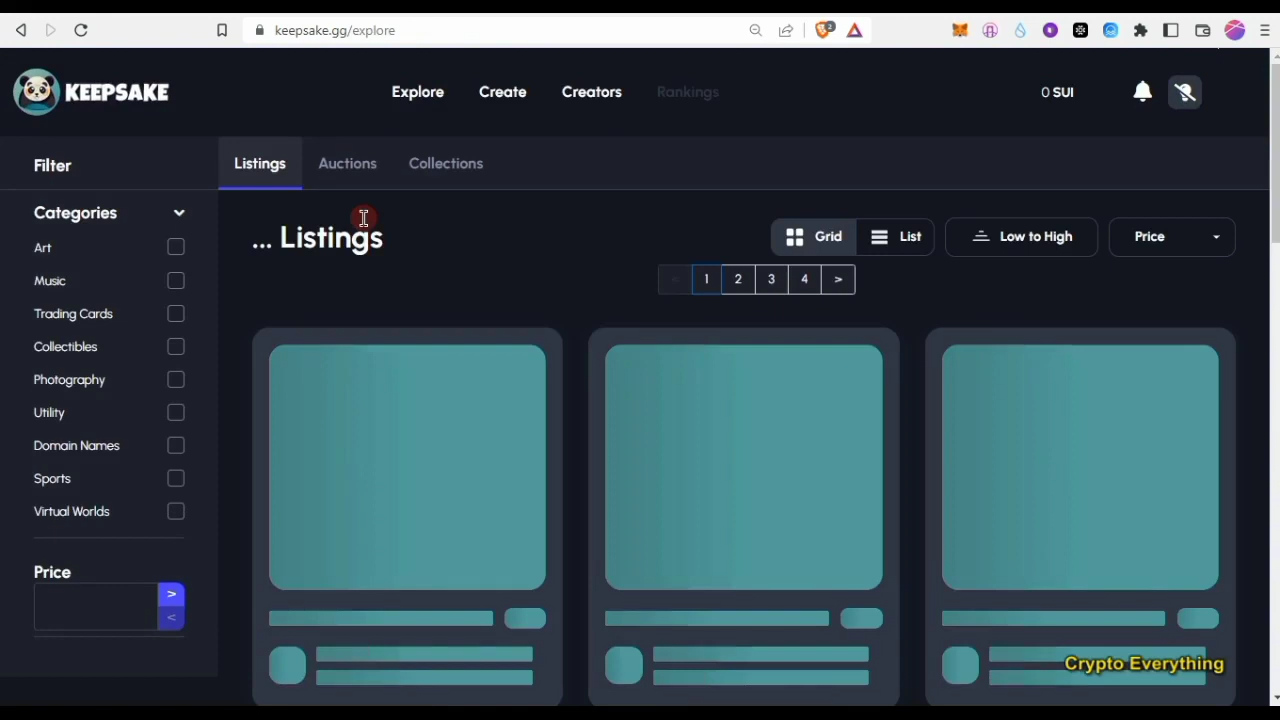 keepsake.gg/explore
2
KEEPSAKE
Explore
Create
Creators
Rankings
0 SUI
Filter
Listings
Auctions
Collections
Categories
Art
Music
Trading Cards
Collectibles
Photography
Utility
Domain Names
Sports
Virtual Worlds
Price
>
<
... Listings
Grid
List
Low to High
Price
< 1 2 3 4 >
Crypto Everything